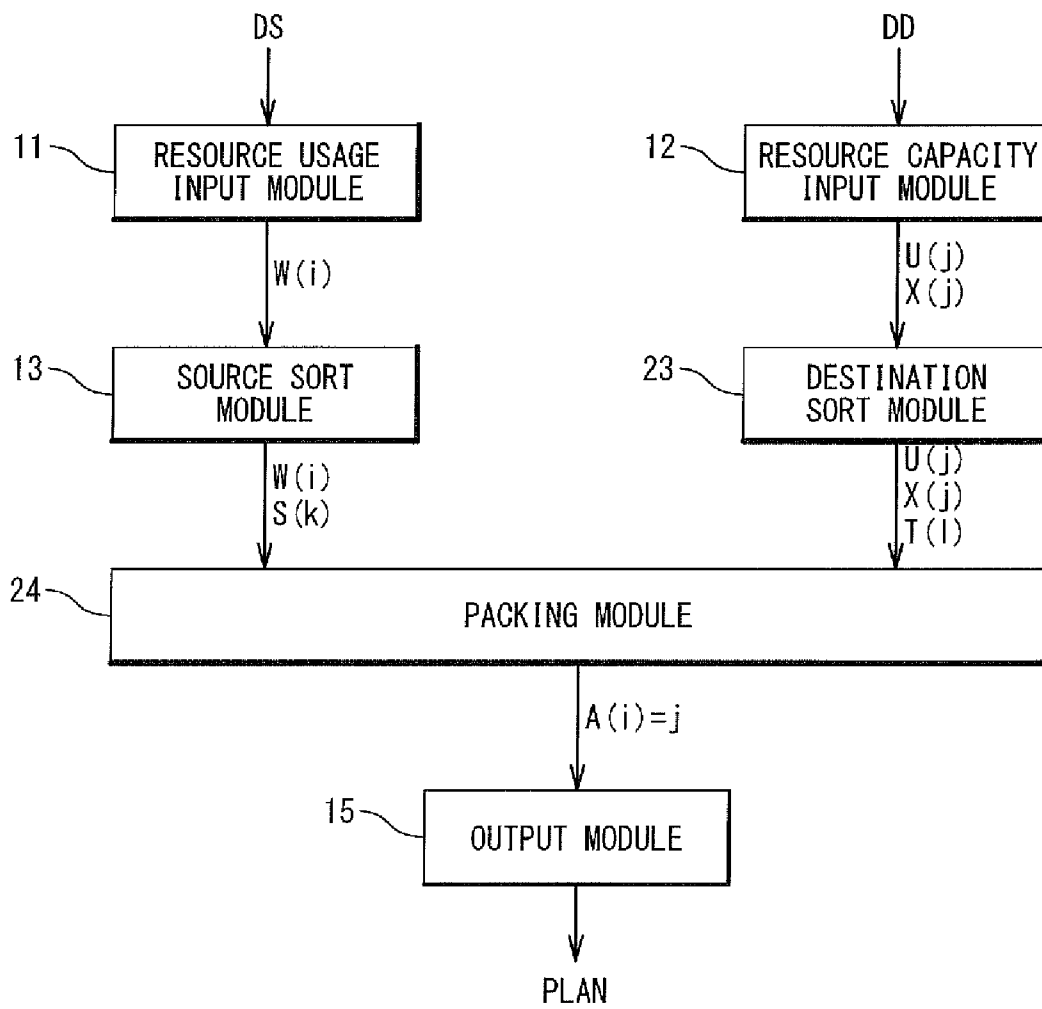 DS
DD
11
RESOURCE USAGE
INPUT MODULE
12
RESOURCE CAPACITY
INPUT MODULE
W(i)
U(j)
X(j)
13
SOURCE SORT
MODULE
23
DESTINATION
SORT MODULE
W(i)
S(k)
U(j)
X(j)
T(l)
24
PACKING MODULE
A(i)=j
15
OUTPUT MODULE
PLAN